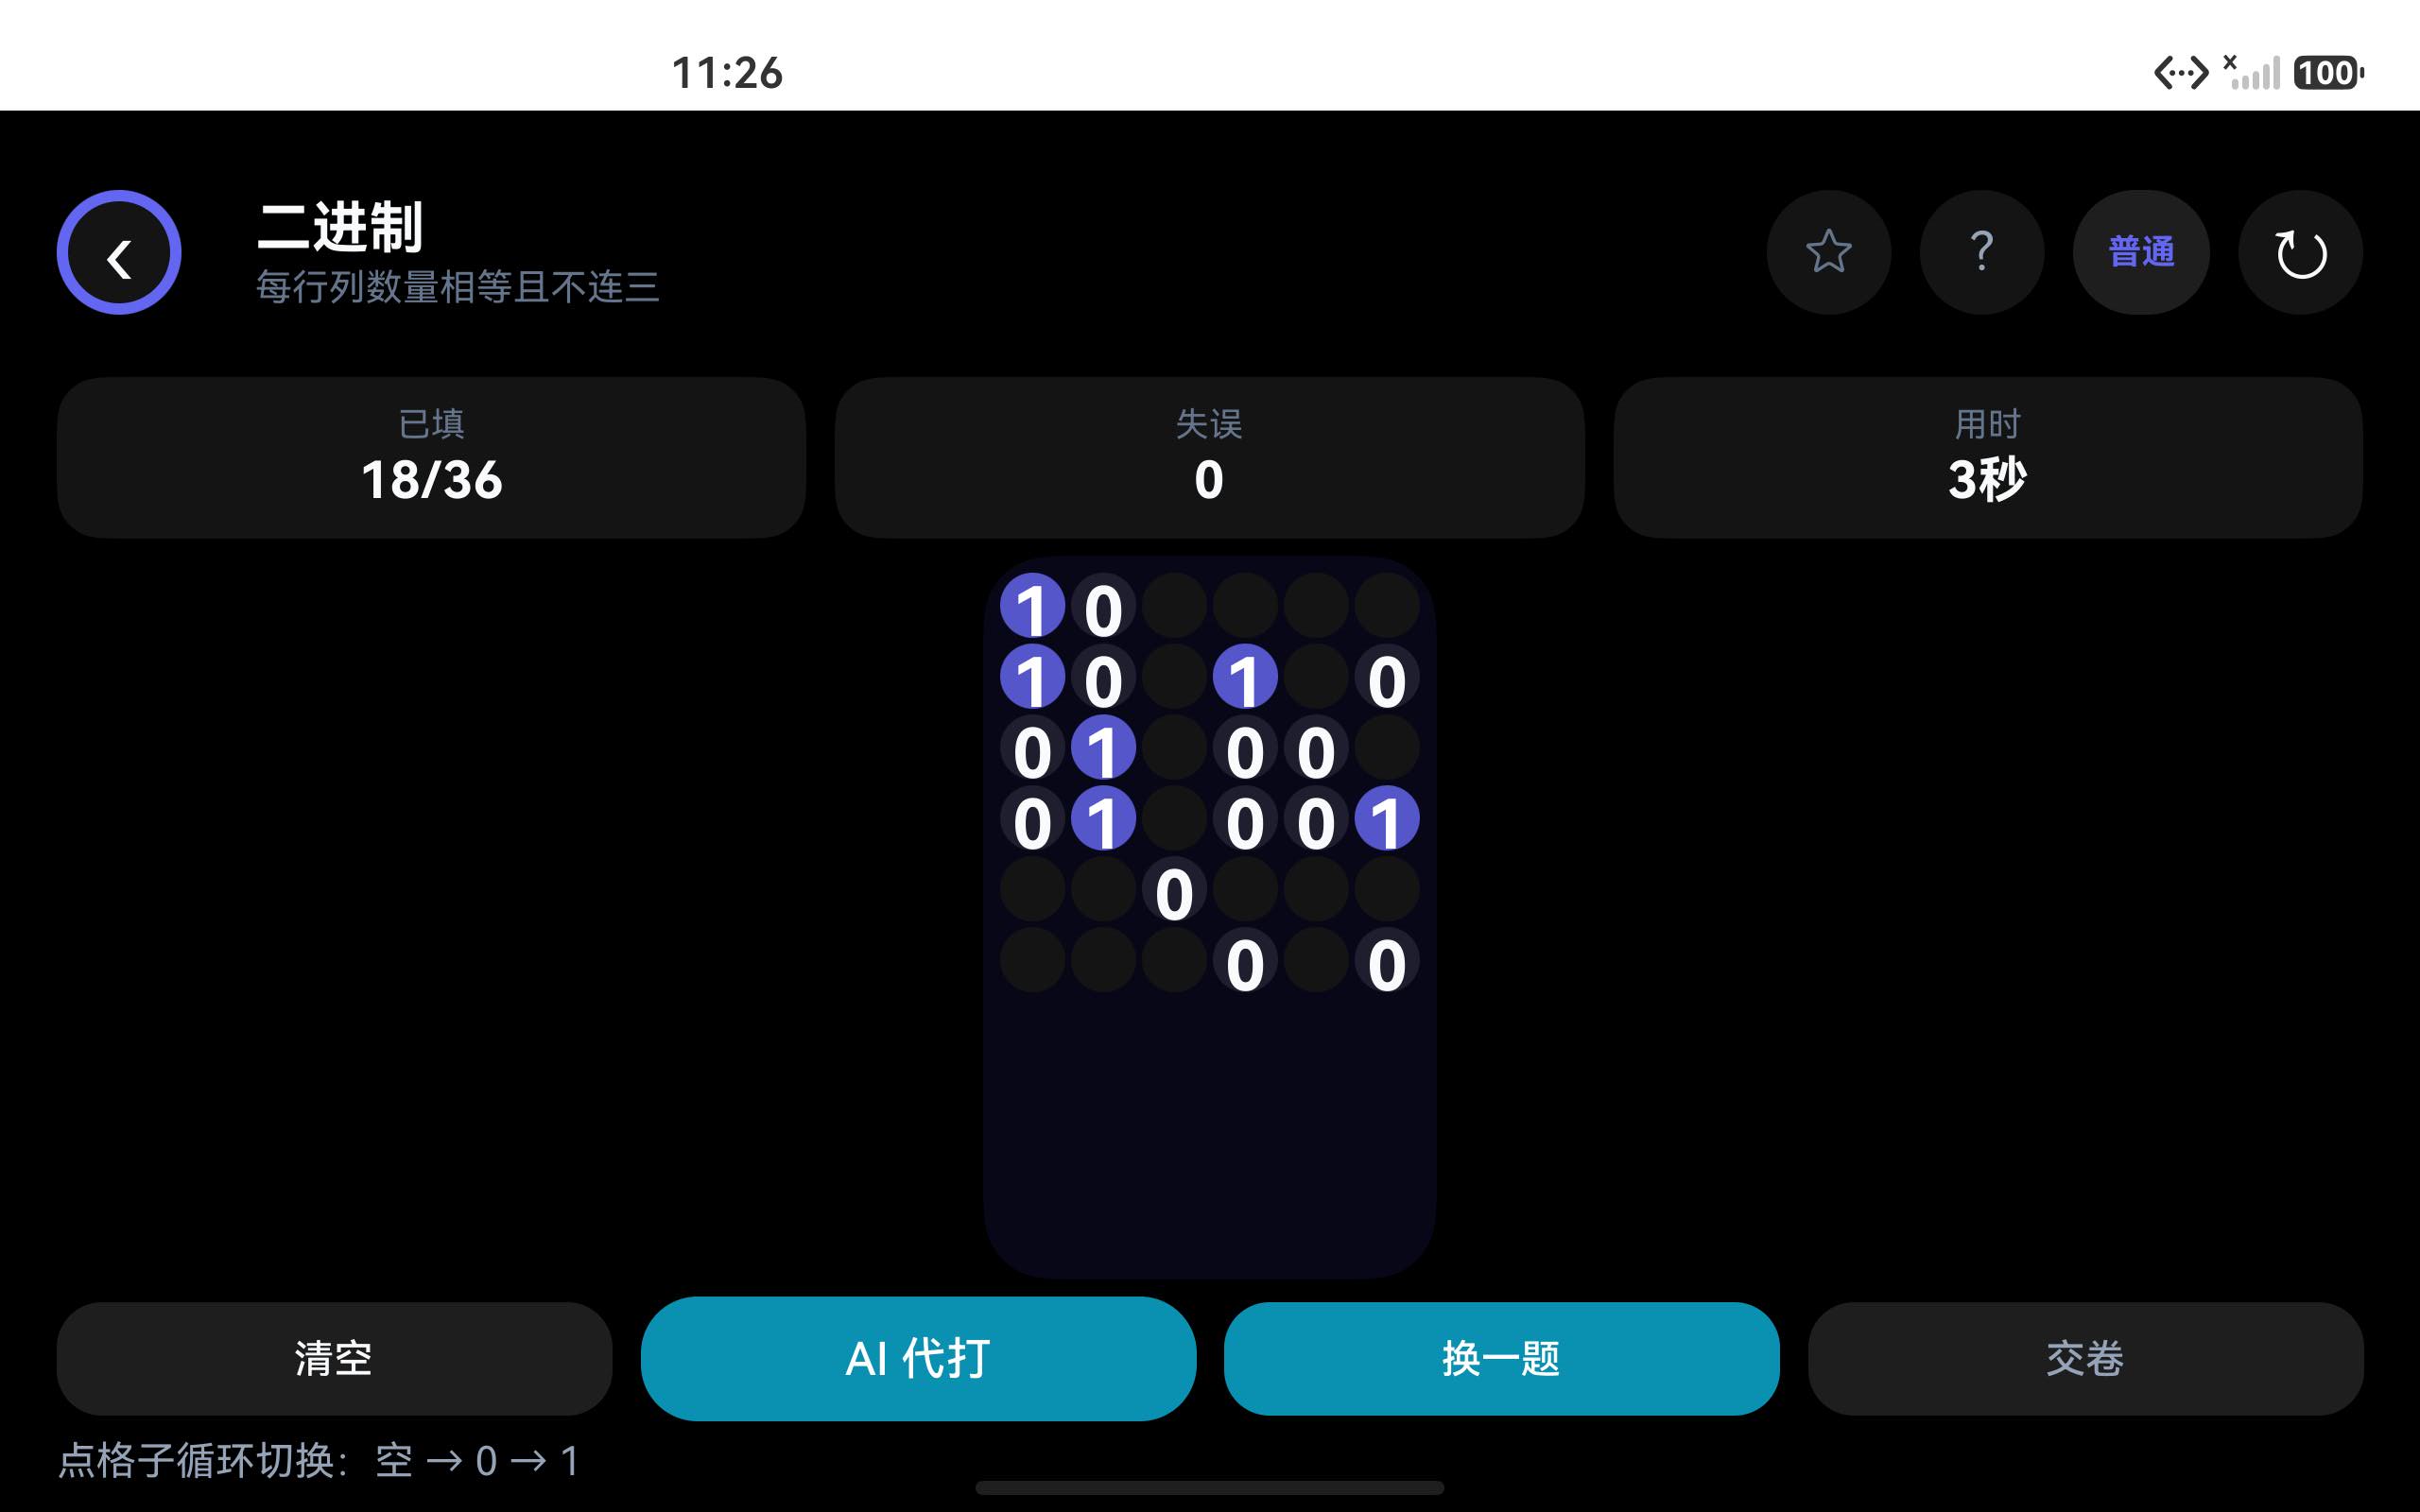 11:26
100
二进制
每行列数量相等且不连三
?
普通
已填
18/36
失误
0
用时
3秒
1 0
1 0 1 0
0 1 0 0
0 1 0 0 1
0
0 0
清空
AI 代打
换一题
交卷
点格子循环切换：空 → 0 → 1